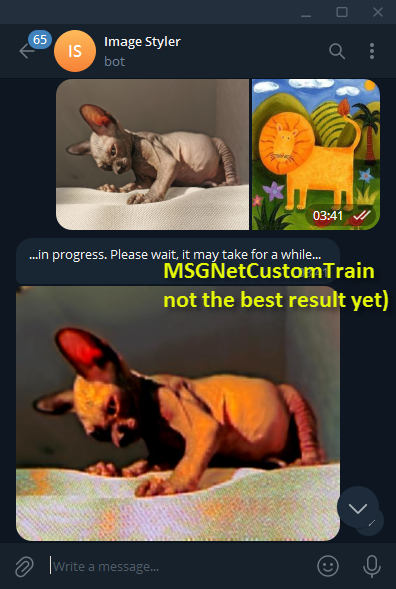 65
IS
Image Styler
bot
03:41
...in progress. Please wait, it may take for a while...
MSGNetCustomTrain
not the best result yet)
Write a message...